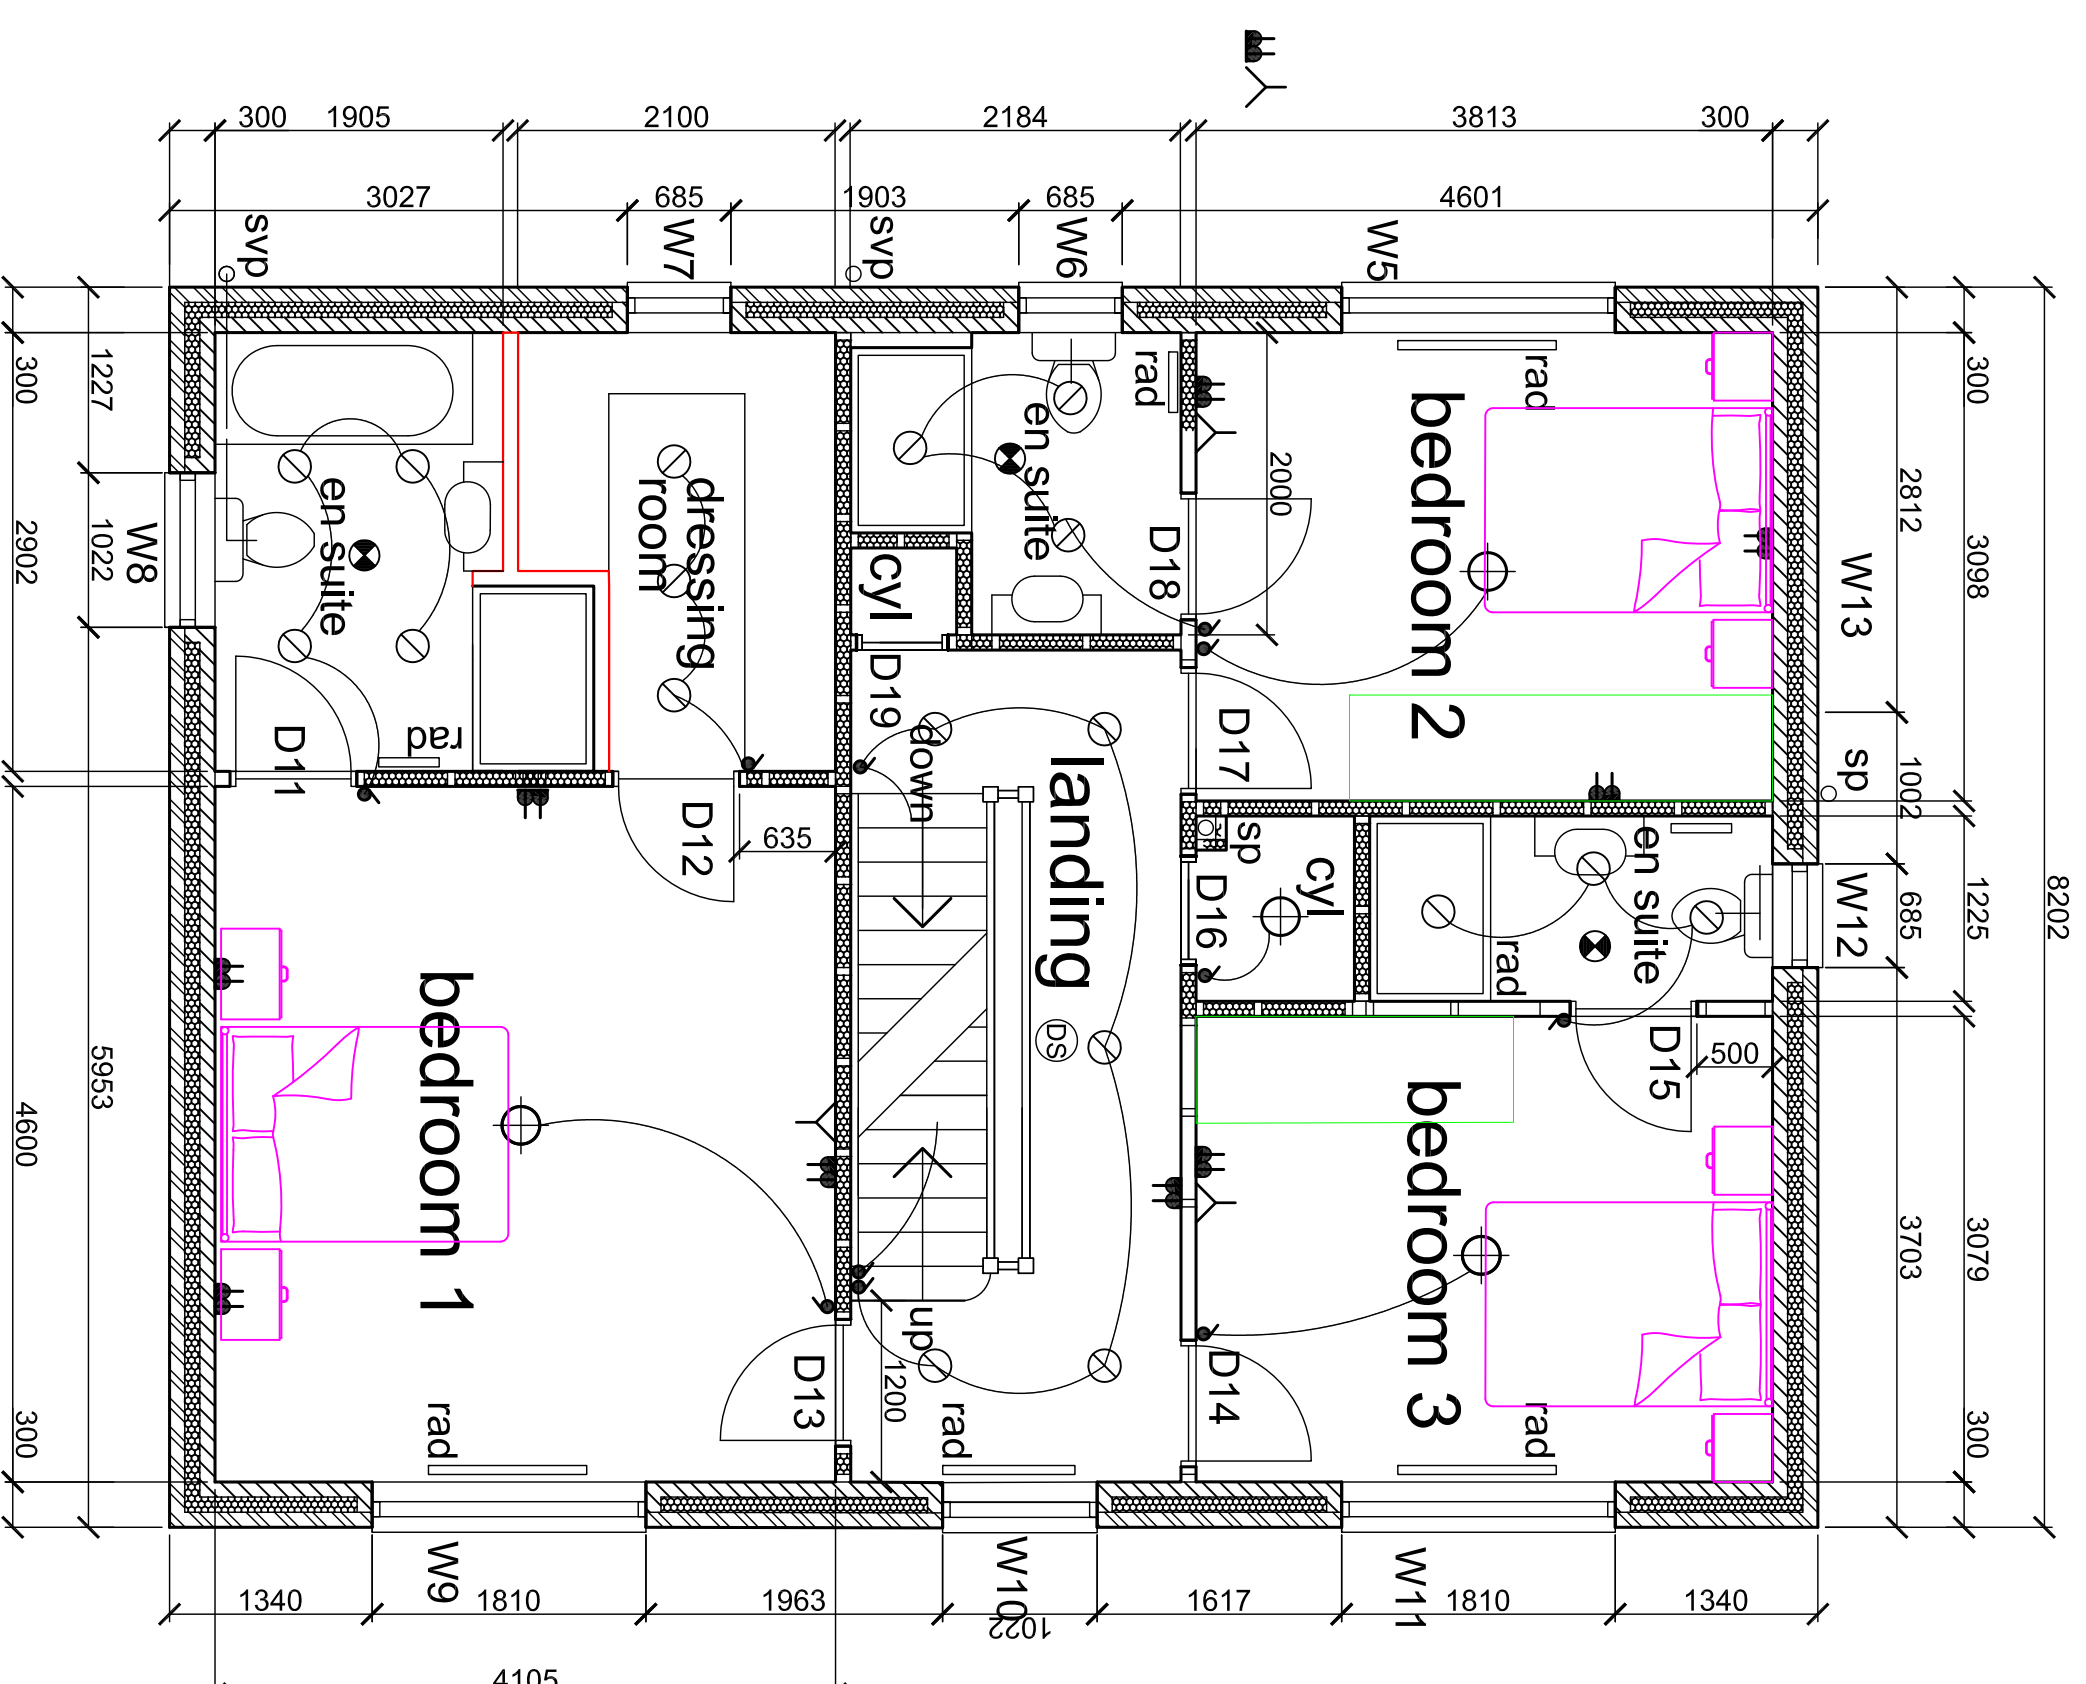 300
1905
2100
2184
3813
300
3027
685
1903
685
4601
svp
W7
svp
W6
W5
300
1227
2902
1022
W8
5953
4600
300
en suite
rad
D11
dressing
room
D12
635
cyl
D19
en suite
rad
D18
2000
bedroom 2
rad
D17
W13
sp
W12
300
2812
3098
1002
685
1225
8202
3703
3079
300
down
landing
DS
up
1200
rad
sp
cyl
D16
en suite
rad
D15
500
bedroom 1
rad
D13
bedroom 3
rad
D14
W9
W10
W11
1340
1810
1963
1022
1617
1810
1340
4105